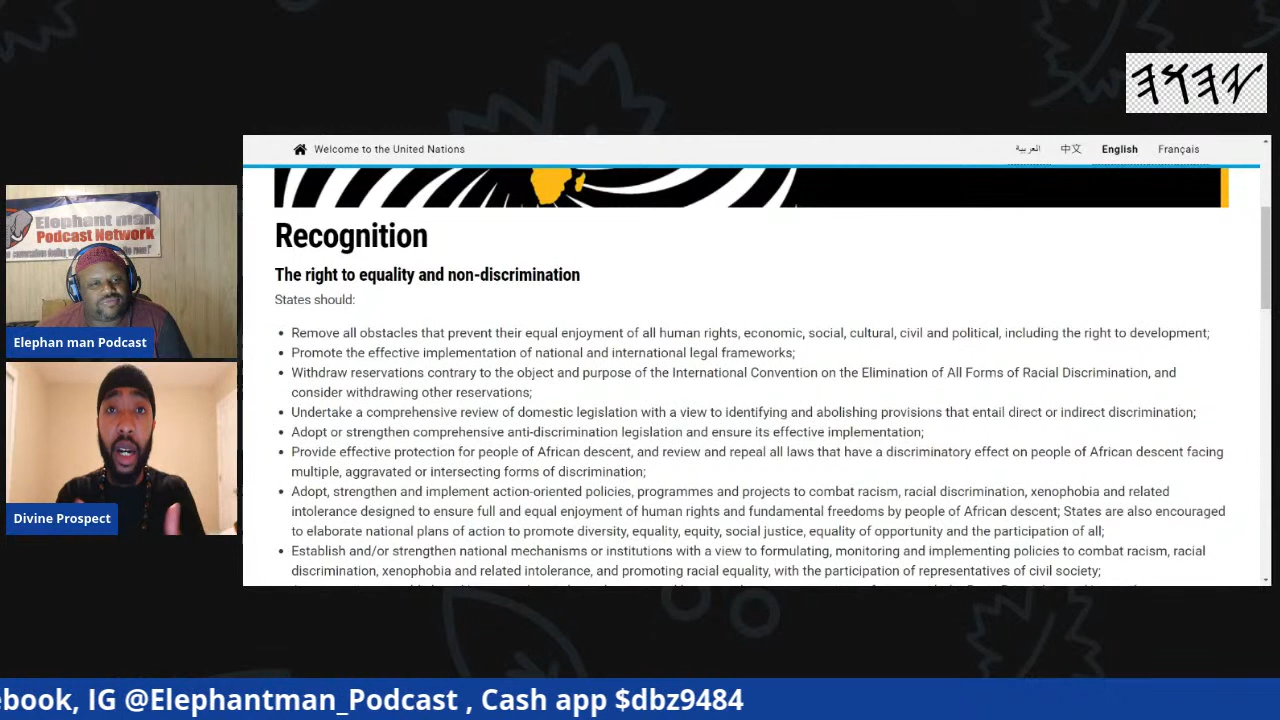 𐤉𐤄𐤅𐤄
Welcome to the United Nations
العربية 中文 English Français
Elephant man
Podcast Network
Elephan man Podcast
Divine Prospect
Recognition
The right to equality and non-discrimination
States should:
• Remove all obstacles that prevent their equal enjoyment of all human rights, economic, social, cultural, civil and political, including the right to development;
• Promote the effective implementation of national and international legal frameworks;
• Withdraw reservations contrary to the object and purpose of the International Convention on the Elimination of All Forms of Racial Discrimination, and
consider withdrawing other reservations;
• Undertake a comprehensive review of domestic legislation with a view to identifying and abolishing provisions that entail direct or indirect discrimination;
• Adopt or strengthen comprehensive anti-discrimination legislation and ensure its effective implementation;
• Provide effective protection for people of African descent, and review and repeal all laws that have a discriminatory effect on people of African descent facing
multiple, aggravated or intersecting forms of discrimination;
• Adopt, strengthen and implement action-oriented policies, programmes and projects to combat racism, racial discrimination, xenophobia and related
intolerance designed to ensure full and equal enjoyment of human rights and fundamental freedoms by people of African descent; States are also encouraged
to elaborate national plans of action to promote diversity, equality, equity, social justice, equality of opportunity and the participation of all;
• Establish and/or strengthen national mechanisms or institutions with a view to formulating, monitoring and implementing policies to combat racism, racial
discrimination, xenophobia and related intolerance, and promoting racial equality, with the participation of representatives of civil society;
ebook, IG @Elephantman_Podcast , Cash app $dbz9484